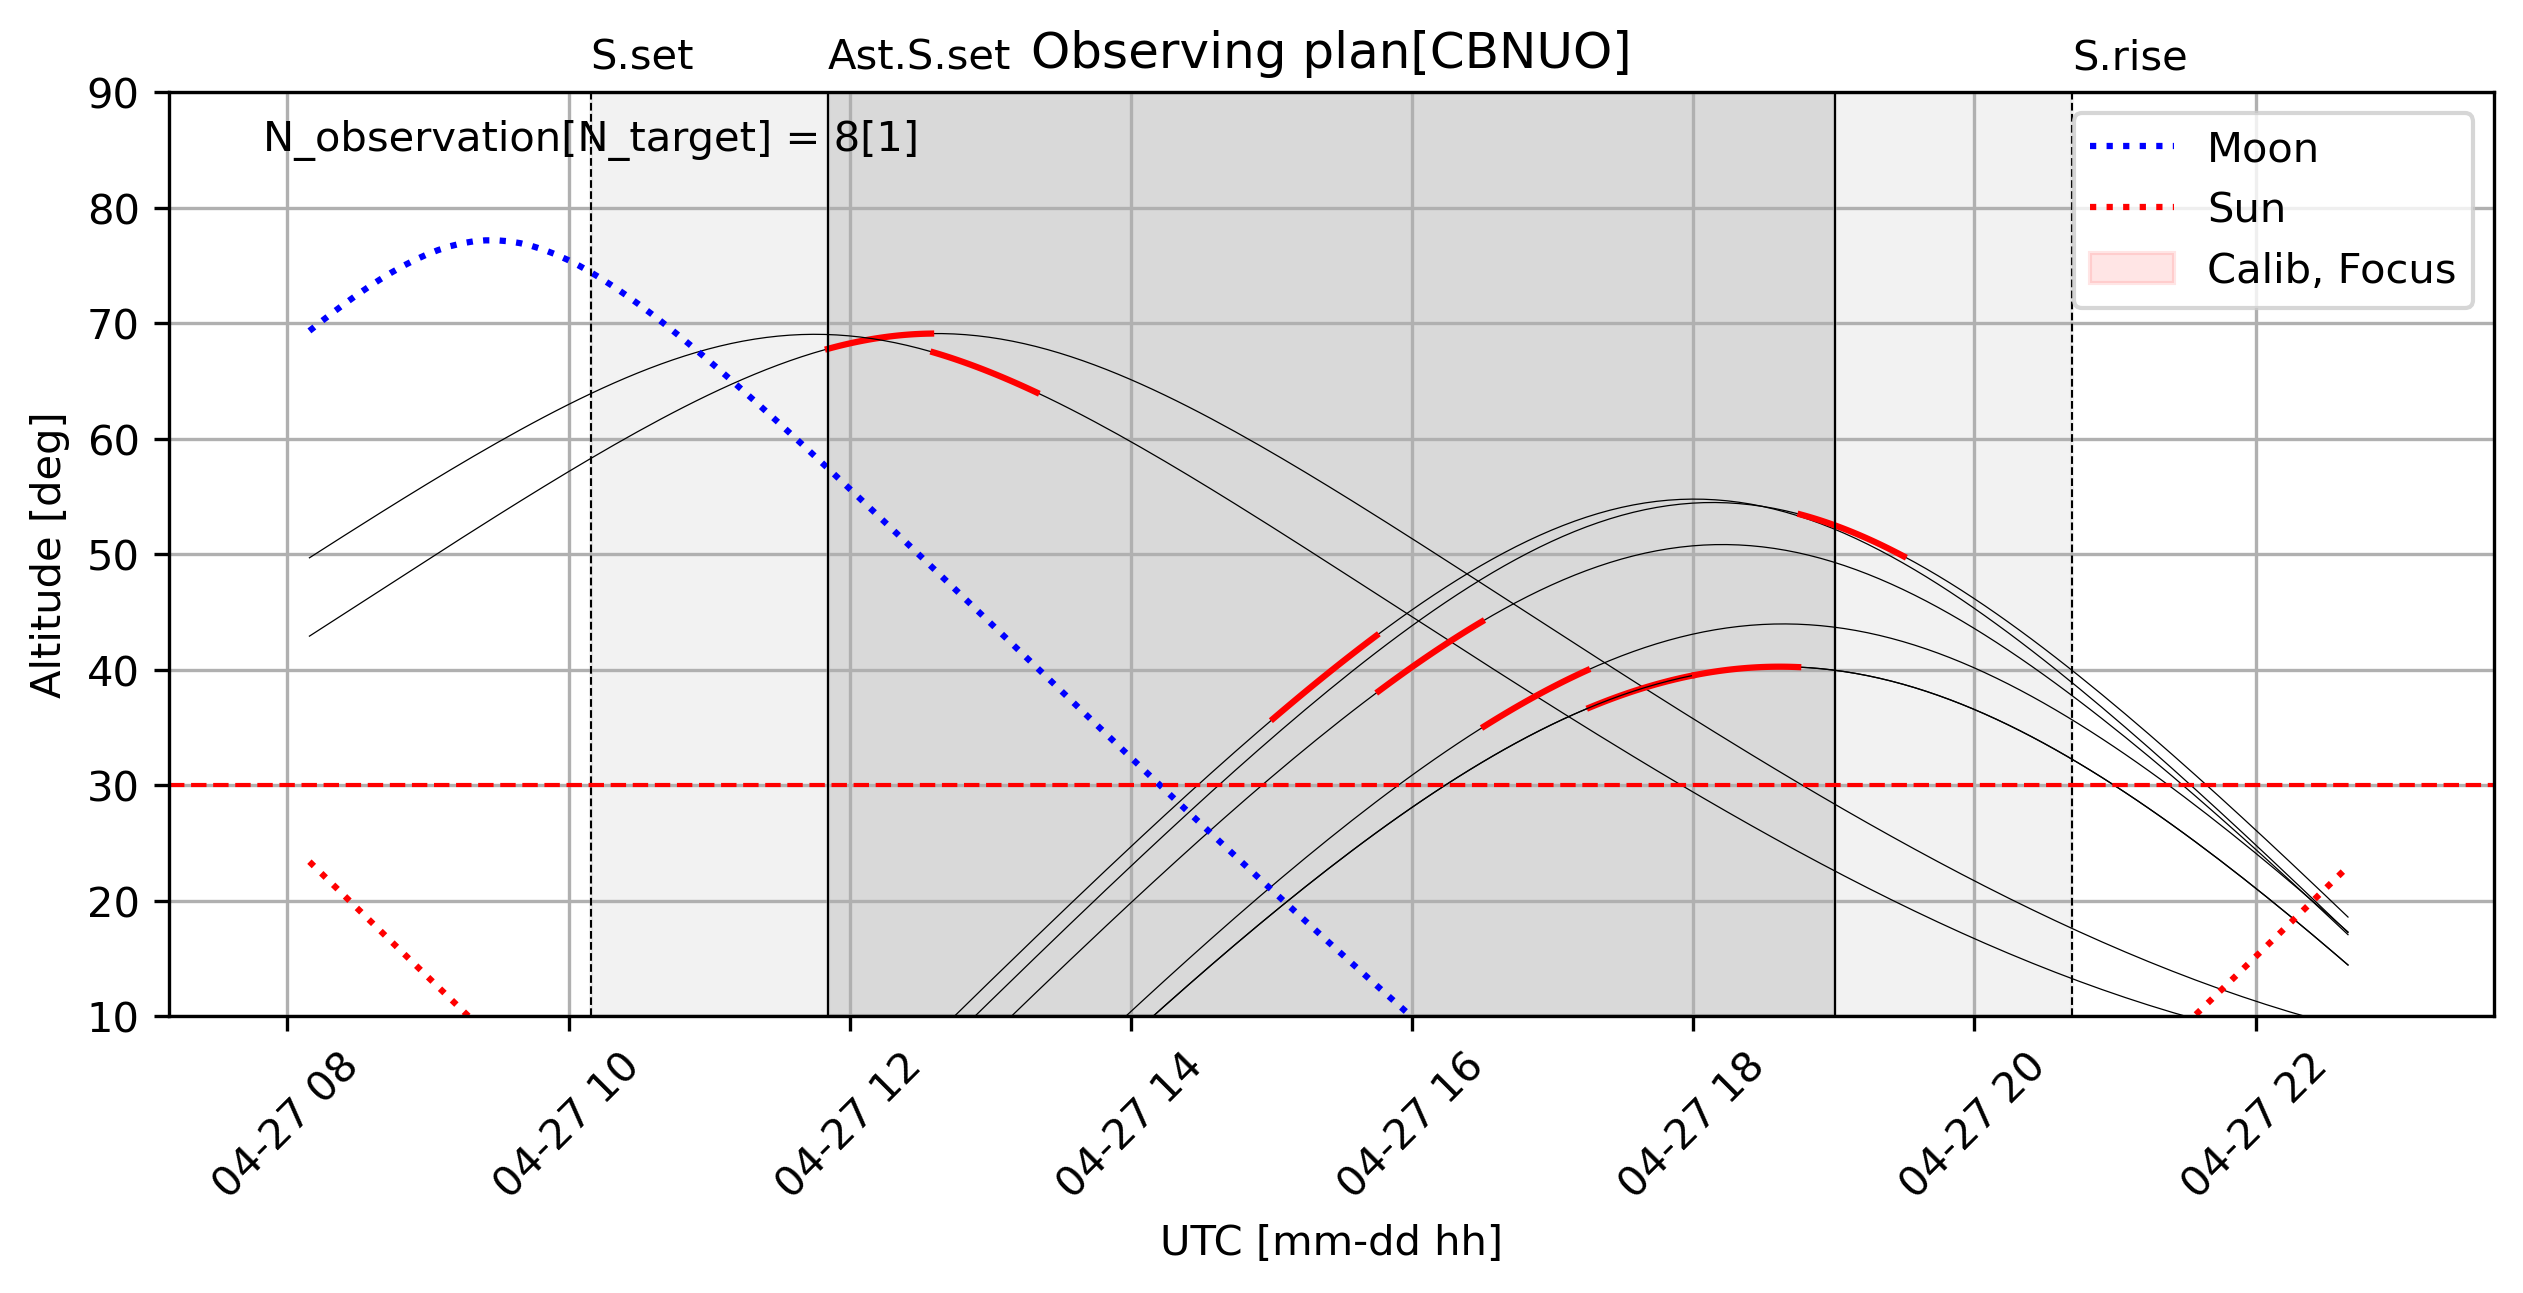 S.set
Ast.S.set
Observing plan[CBNUO]
S.rise
N_observation[N_target] = 8[1]
Moon
Sun
Calib, Focus
Altitude [deg]
90
80
70
60
50
40
30
20
10
04-27 08
04-27 10
04-27 12
04-27 14
04-27 16
04-27 18
04-27 20
04-27 22
UTC [mm-dd hh]